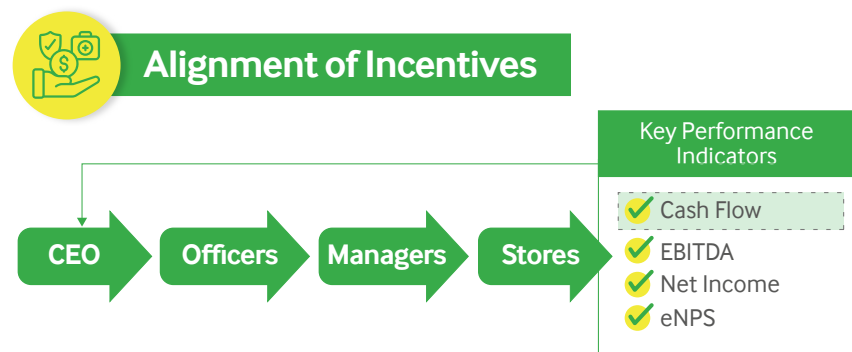 $
Alignment of Incentives
Key Performance
Indicators
CEO
Officers
Managers
Stores
Cash Flow
EBITDA
Net Income
eNPS